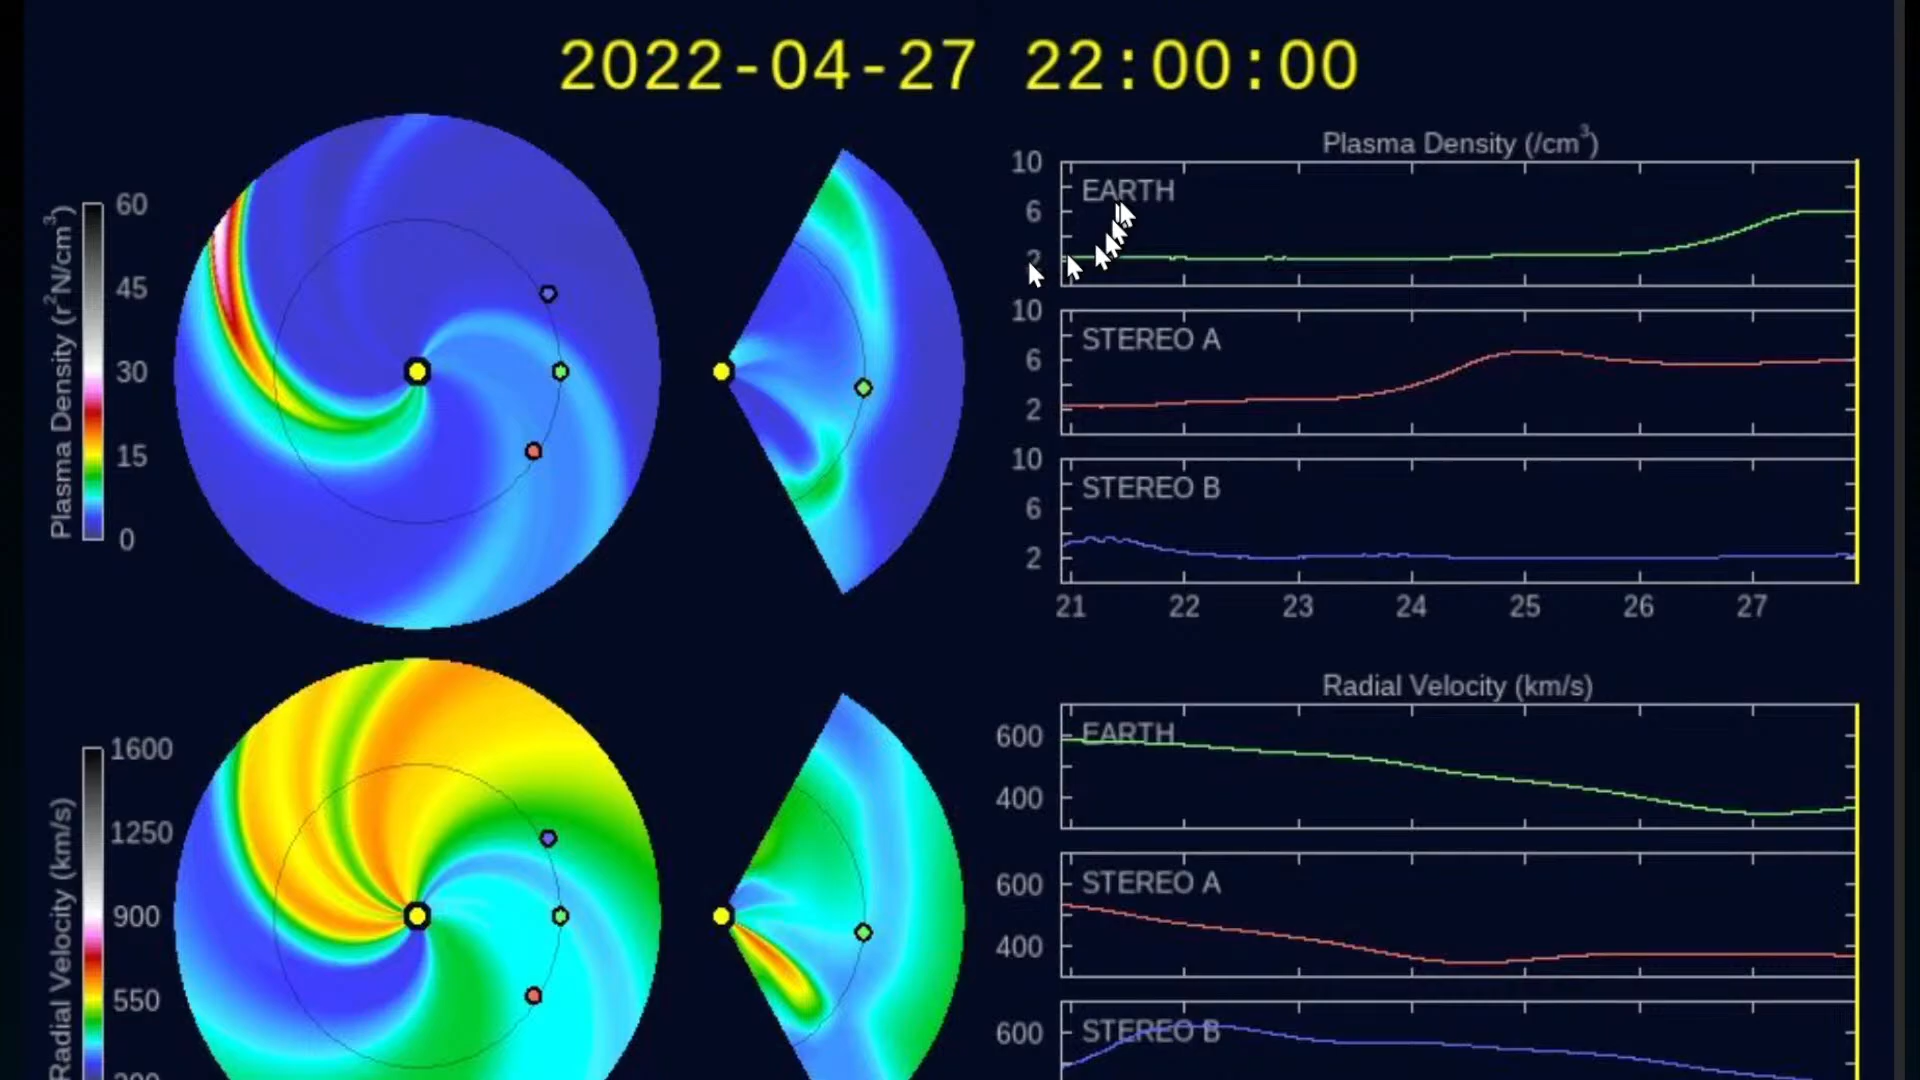 2022-04-27 22:00:00
Plasma Density (r²N/cm³)
60
45
30
15
0
Plasma Density (/cm³)
10
6
2
EARTH
10
6
2
STEREO A
10
6
2
STEREO B
21 22 23 24 25 26 27
Radial Velocity (km/s)
1600
1250
900
550
Radial Velocity (km/s)
600
400
EARTH
600
400
STEREO A
600
STEREO B